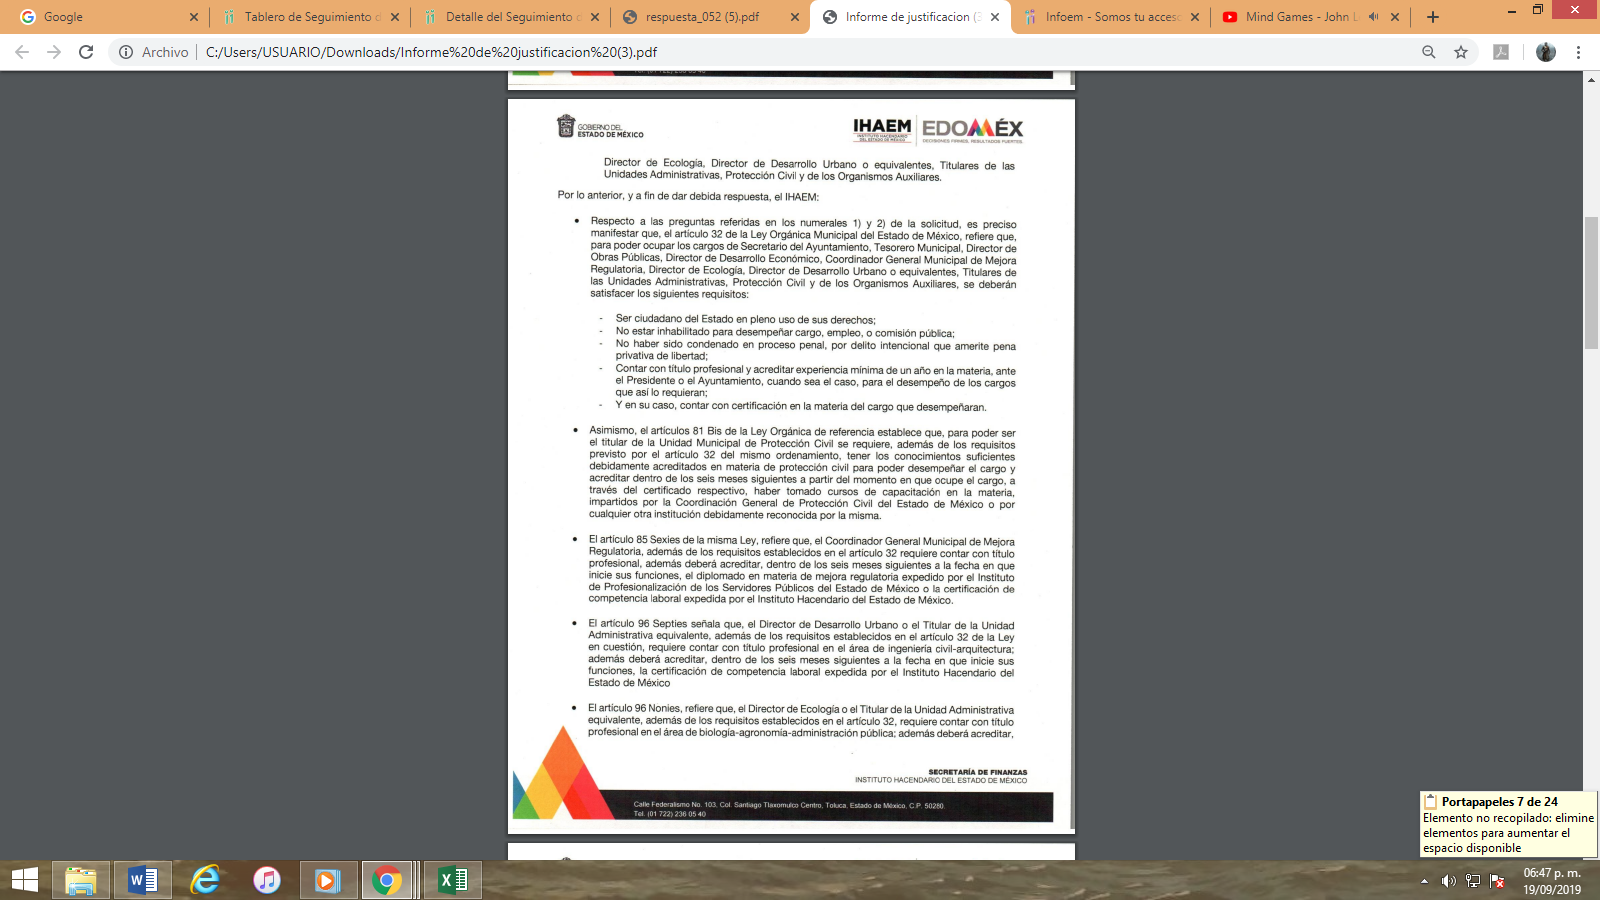 Google
Tablero de Seguimiento d
Detalle del Seguimiento d
respuesta_052 (5).pdf
Informe de justificacion (3
Infoem - Somos tu acceso
Mind Games - John L
Archivo
C:/Users/USUARIO/Downloads/Informe%20de%20justificacion%20(3).pdf
Tel. (01 722) 236 05 40
GOBIERNO DEL
ESTADO DE MÉXICO
IHAEM
INSTITUTO HACENDARIO
DEL ESTADO DE MÉXICO
EDOMÉX
DECISIONES FIRMES, RESULTADOS FUERTES.
Director de Ecología, Director de Desarrollo Urbano o equivalentes, Titulares de las
Unidades Administrativas, Protección Civil y de los Organismos Auxiliares.
Por lo anterior, y a fin de dar debida respuesta, el IHAEM:
• Respecto a las preguntas referidas en los numerales 1) y 2) de la solicitud, es preciso
manifestar que, el artículo 32 de la Ley Orgánica Municipal del Estado de México, refiere que,
para poder ocupar los cargos de Secretario del Ayuntamiento, Tesorero Municipal, Director de
Obras Públicas, Director de Desarrollo Económico, Coordinador General Municipal de Mejora
Regulatoria, Director de Ecología, Director de Desarrollo Urbano o equivalentes, Titulares de
las Unidades Administrativas, Protección Civil y de los Organismos Auxiliares, se deberán
satisfacer los siguientes requisitos:
- Ser ciudadano del Estado en pleno uso de sus derechos;
- No estar inhabilitado para desempeñar cargo, empleo, o comisión pública;
- No haber sido condenado en proceso penal, por delito intencional que amerite pena
privativa de libertad;
- Contar con título profesional y acreditar experiencia mínima de un año en la materia, ante
el Presidente o el Ayuntamiento, cuando sea el caso, para el desempeño de los cargos
que así lo requieran;
- Y en su caso, contar con certificación en la materia del cargo que desempeñaran.
• Asimismo, el artículos 81 Bis de la Ley Orgánica de referencia establece que, para poder ser
el titular de la Unidad Municipal de Protección Civil se requiere, además de los requisitos
previsto por el artículo 32 del mismo ordenamiento, tener los conocimientos suficientes
debidamente acreditados en materia de protección civil para poder desempeñar el cargo y
acreditar dentro de los seis meses siguientes a partir del momento en que ocupe el cargo, a
través del certificado respectivo, haber tomado cursos de capacitación en la materia,
impartidos por la Coordinación General de Protección Civil del Estado de México o por
cualquier otra institución debidamente reconocida por la misma.
• El artículo 85 Sexies de la misma Ley, refiere que, el Coordinador General Municipal de Mejora
Regulatoria, además de los requisitos establecidos en el artículo 32 requiere contar con título
profesional, además deberá acreditar, dentro de los seis meses siguientes a la fecha en que
inicie sus funciones, el diplomado en materia de mejora regulatoria expedido por el Instituto
de Profesionalización de los Servidores Públicos del Estado de México o la certificación de
competencia laboral expedida por el Instituto Hacendario del Estado de México.
• El artículo 96 Septies señala que, el Director de Desarrollo Urbano o el Titular de la Unidad
Administrativa equivalente, además de los requisitos establecidos en el artículo 32 de la Ley
en cuestión, requiere contar con título profesional en el área de ingeniería civil-arquitectura;
además deberá acreditar, dentro de los seis meses siguientes a la fecha en que inicie sus
funciones, la certificación de competencia laboral expedida por el Instituto Hacendario del
Estado de México
• El artículo 96 Nonies, refiere que, el Director de Ecología o el Titular de la Unidad Administrativa
equivalente, además de los requisitos establecidos en el artículo 32, requiere contar con título
profesional en el área de biología-agronomía-administración pública; además deberá acreditar,
SECRETARÍA DE FINANZAS
INSTITUTO HACENDARIO DEL ESTADO DE MÉXICO
Calle Federalismo No. 103, Col. Santiago Tlaxomulco Centro, Toluca, Estado de México, C.P. 50280.
Tel. (01 722) 236 05 40
Portapapeles 7 de 24
Elemento no recopilado: elimine
elementos para aumentar el
espacio disponible
06:47 p. m.
19/09/2019